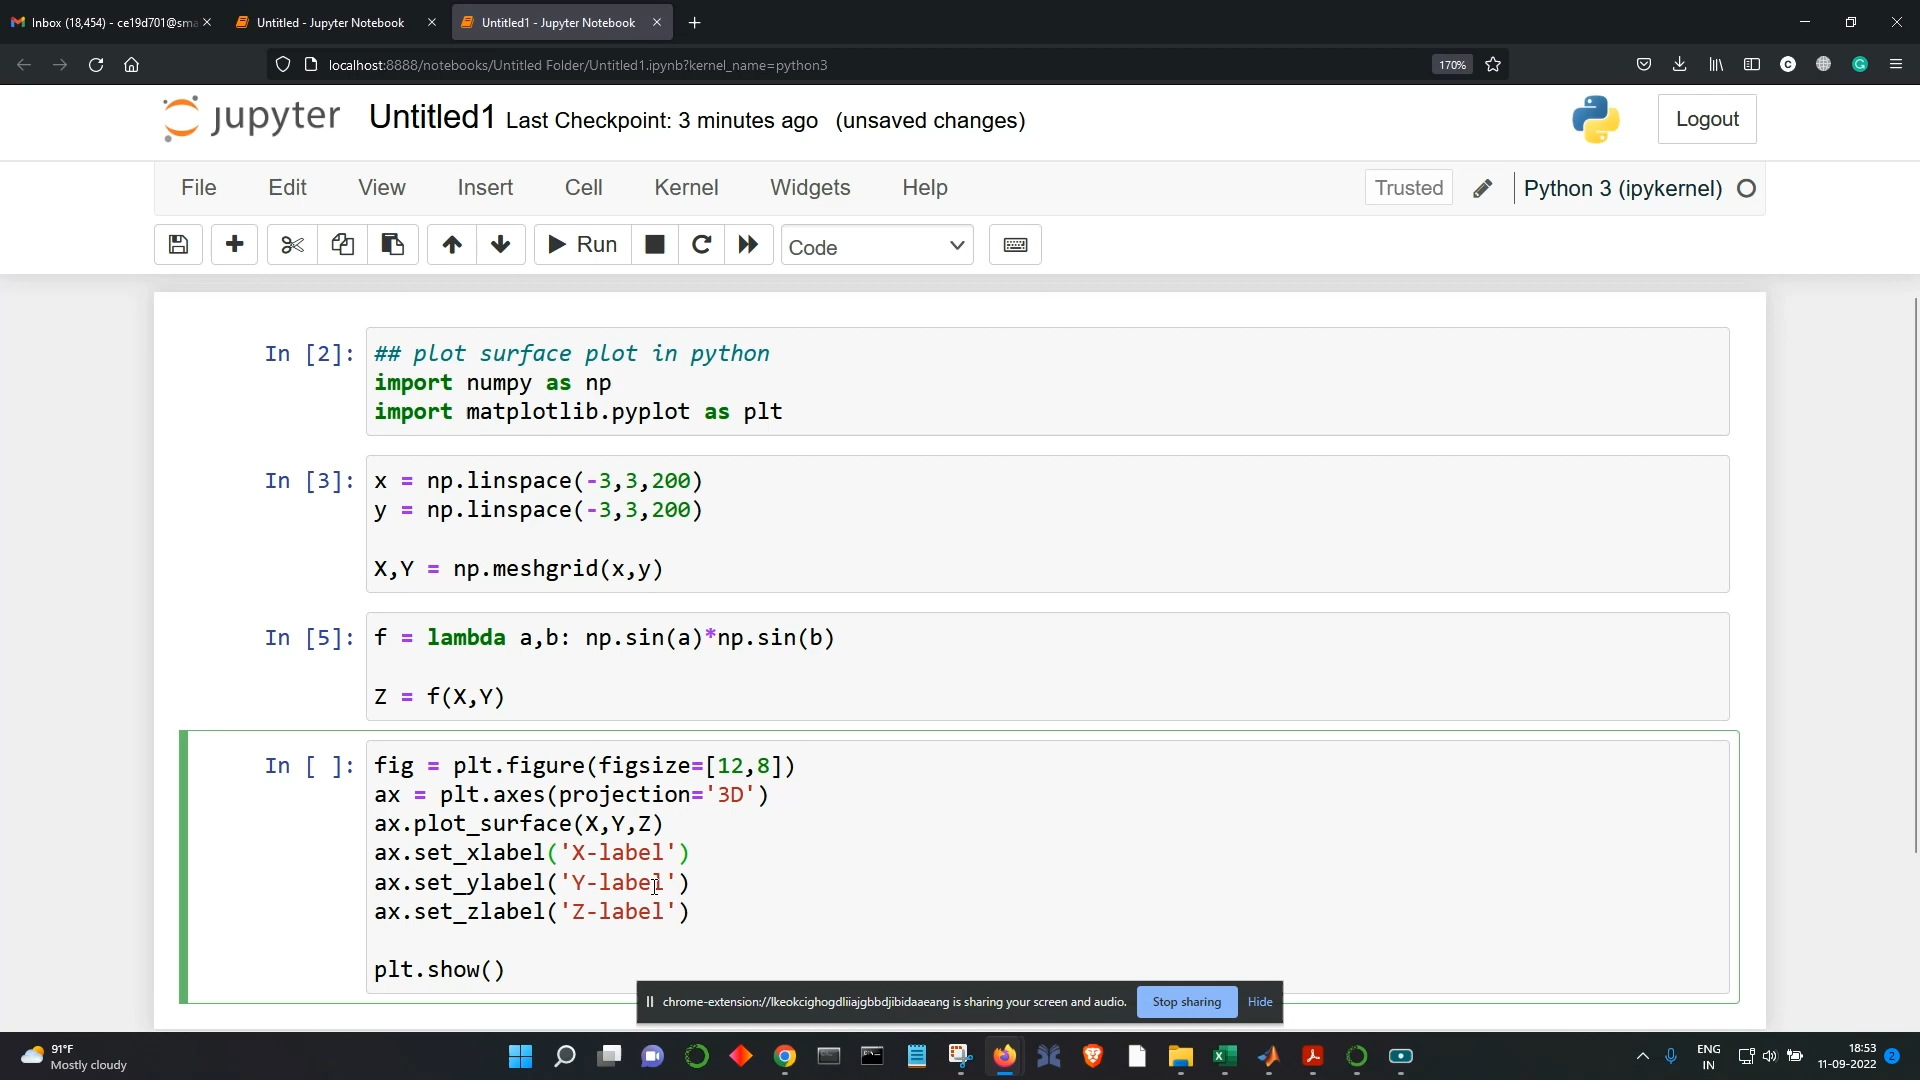 Inbox (18,454) - ce19d701@sma
Untitled - Jupyter Notebook
Untitled1 - Jupyter Notebook
localhost:8888/notebooks/Untitled Folder/Untitled1.ipynb?kernel_name=python3
170%
jupyter Untitled1 Last Checkpoint: 3 minutes ago (unsaved changes)
Logout
File Edit View Insert Cell Kernel Widgets Help
Trusted
Python 3 (ipykernel)
Run
Code
In [2]: ## plot surface plot in python
import numpy as np
import matplotlib.pyplot as plt
In [3]: x = np.linspace(-3,3,200)
y = np.linspace(-3,3,200)
X,Y = np.meshgrid(x,y)
In [5]: f = lambda a,b: np.sin(a)*np.sin(b)
Z = f(X,Y)
In [ ]: fig = plt.figure(figsize=[12,8])
ax = plt.axes(projection='3D')
ax.plot_surface(X,Y,Z)
ax.set_xlabel('X-label')
ax.set_ylabel('Y-label')
ax.set_zlabel('Z-label')
plt.show()
is sharing your screen and audio.
Stop sharing
Hide
91°F
Mostly cloudy
ENG
IN
18:53
11-09-2022
2